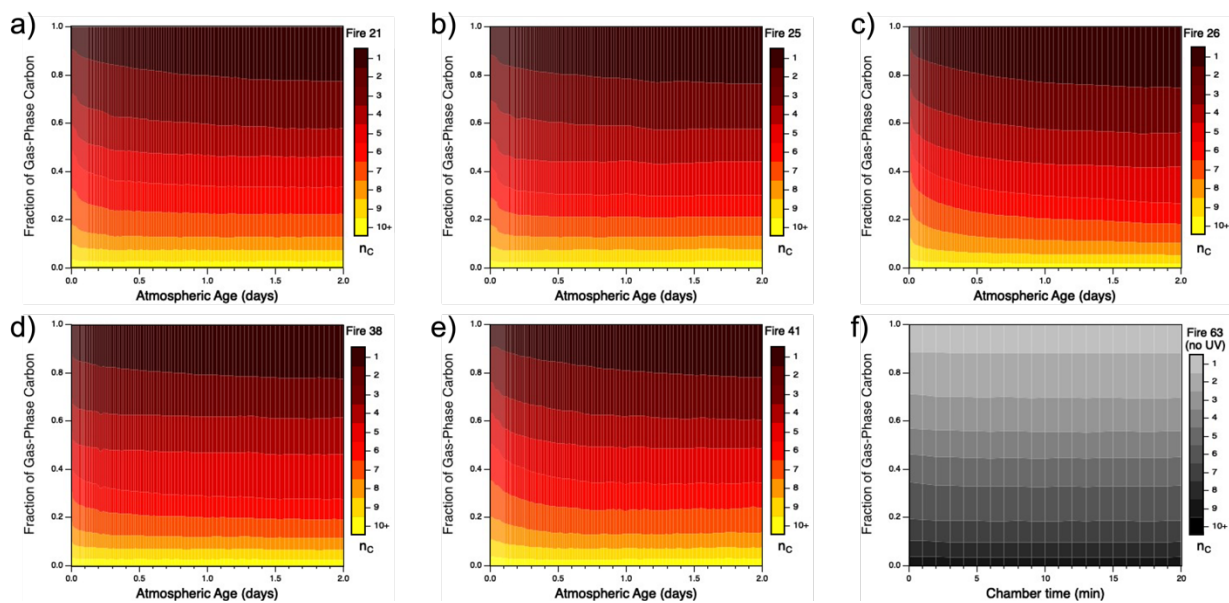 a)
Fire 21
Fraction of Gas-Phase Carbon
1.0
0.8
0.6
0.4
0.2
0.0
0.0 0.5 1.0 1.5 2.0
Atmospheric Age (days)
1
2
3
4
5
6
7
8
9
10+
nC
b)
Fire 25
Fraction of Gas-Phase Carbon
1.0
0.8
0.6
0.4
0.2
0.0
0.0 0.5 1.0 1.5 2.0
Atmospheric Age (days)
1
2
3
4
5
6
7
8
9
10+
nC
c)
Fire 26
Fraction of Gas-Phase Carbon
1.0
0.8
0.6
0.4
0.2
0.0
0.0 0.5 1.0 1.5 2.0
Atmospheric Age (days)
1
2
3
4
5
6
7
8
9
10+
nC
d)
Fire 38
Fraction of Gas-Phase Carbon
1.0
0.8
0.6
0.4
0.2
0.0
0.0 0.5 1.0 1.5 2.0
Atmospheric Age (days)
1
2
3
4
5
6
7
8
9
10+
nC
e)
Fire 41
Fraction of Gas-Phase Carbon
1.0
0.8
0.6
0.4
0.2
0.0
0.0 0.5 1.0 1.5 2.0
Atmospheric Age (days)
1
2
3
4
5
6
7
8
9
10+
nC
f)
Fire 63
(no UV)
Fraction of Gas-Phase Carbon
1.0
0.8
0.6
0.4
0.2
0.0
0 5 10 15 20
Chamber time (min)
1
2
3
4
5
6
7
8
9
10+
nC